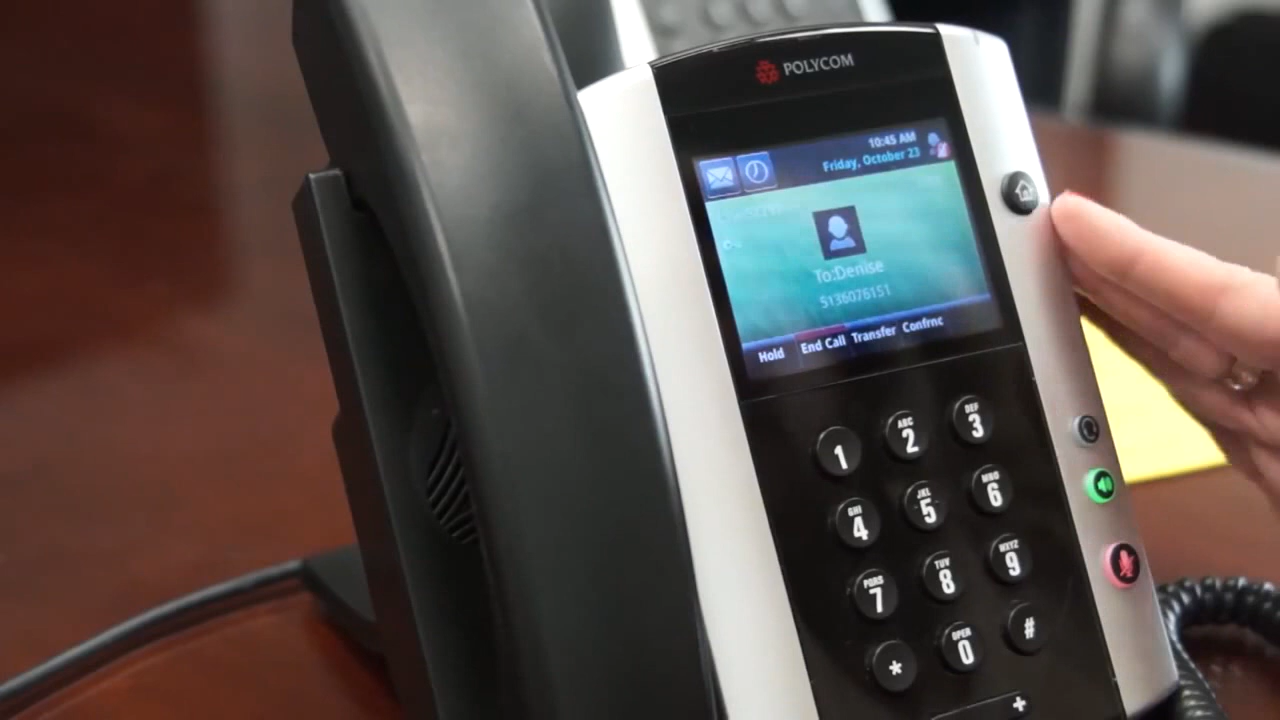 POLYCOM
10:45 AM
Friday, October 23
To:Denise
5136076151
Hold End Call Transfer Confrnc
1 ABC 2 DEF 3
GHI 4 JKL 5 MNO 6
PQRS 7 TUV 8 WXYZ 9
* OPER 0 #
+